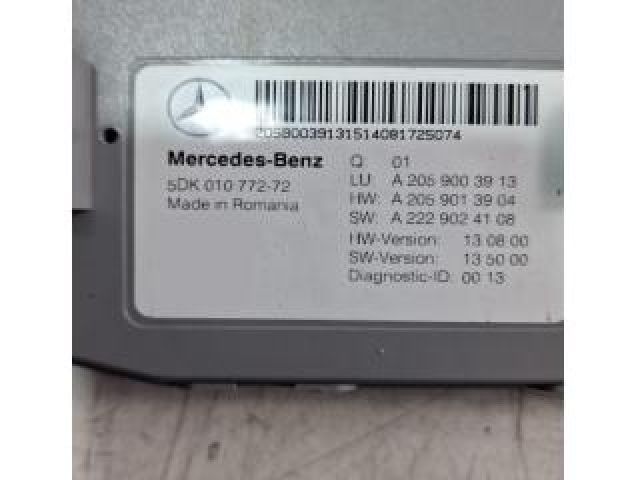 2058003913151408172S074
Mercedes-Benz
5DK 010 772-72
Made in Romania
Q 01
LU: A 205 900 39 13
HW: A 205 901 39 04
SW: A 222 902 41 08
HW-Version: 13 08 00
SW-Version: 13 50 00
Diagnostic-ID: 00 13